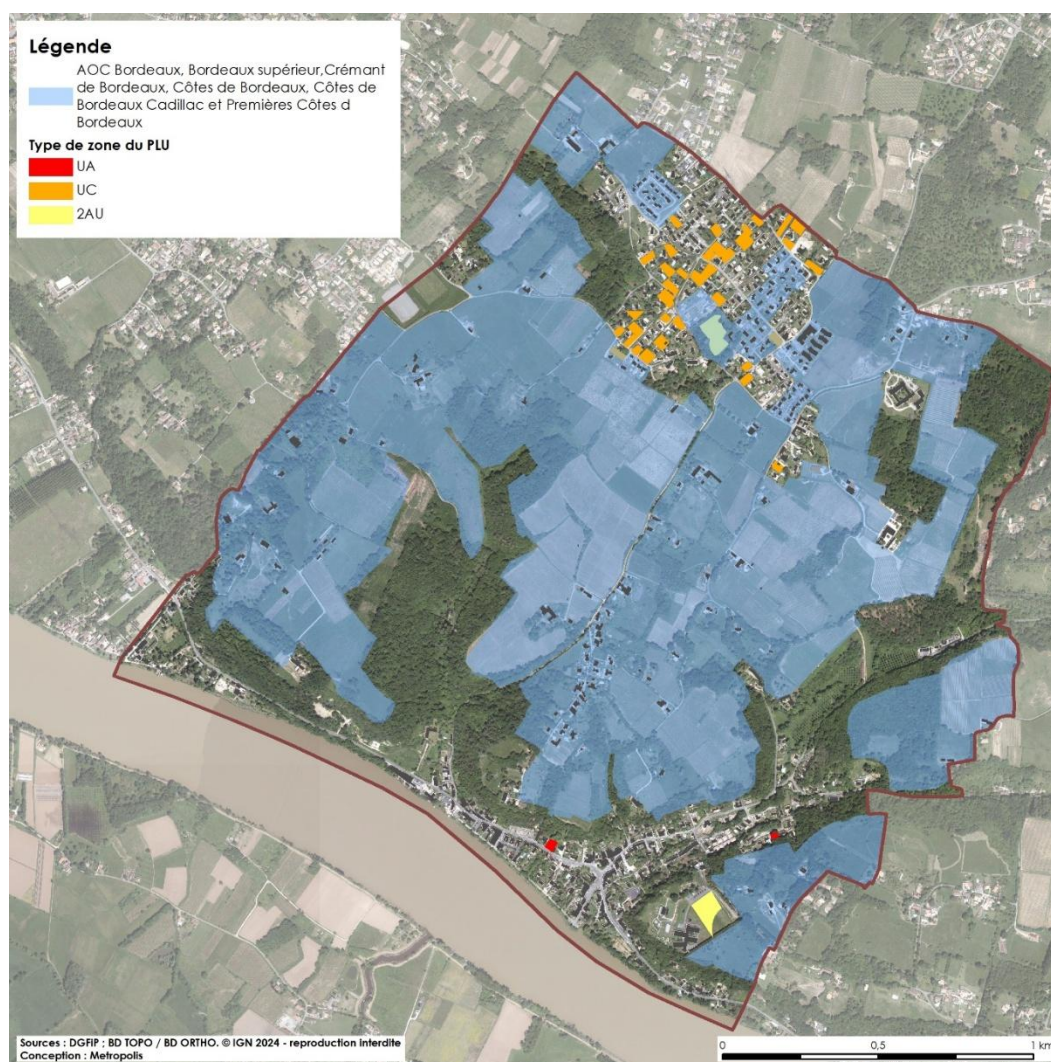 Légende
AOC Bordeaux, Bordeaux supérieur,Crémant
de Bordeaux, Côtes de Bordeaux, Côtes de
Bordeaux Cadillac et Premières Côtes d
Bordeaux
Type de zone du PLU
UA
UC
2AU
Sources : DGFiP ; BD TOPO / BD ORTHO. © IGN 2024 - reproduction interdite
Conception : Metropolis
0 0,5 1 km